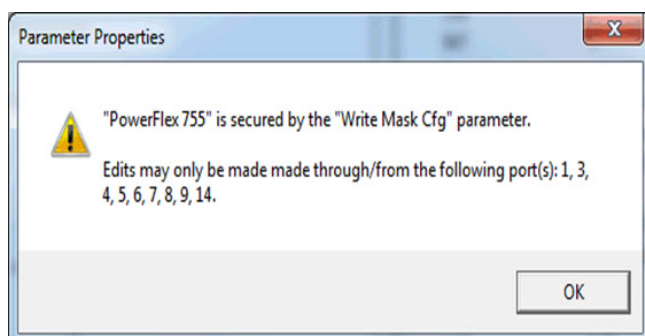 Parameter Properties
"PowerFlex 755" is secured by the "Write Mask Cfg" parameter.
Edits may only be made made through/from the following port(s): 1, 3,
4, 5, 6, 7, 8, 9, 14.
OK